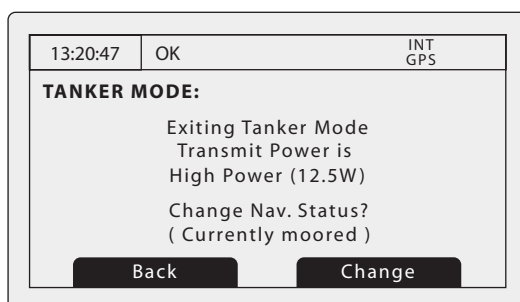 13:20:47 OK INT
GPS
TANKER MODE:
Exiting Tanker Mode
Transmit Power is
High Power (12.5W)
Change Nav. Status?
( Currently moored )
Back Change